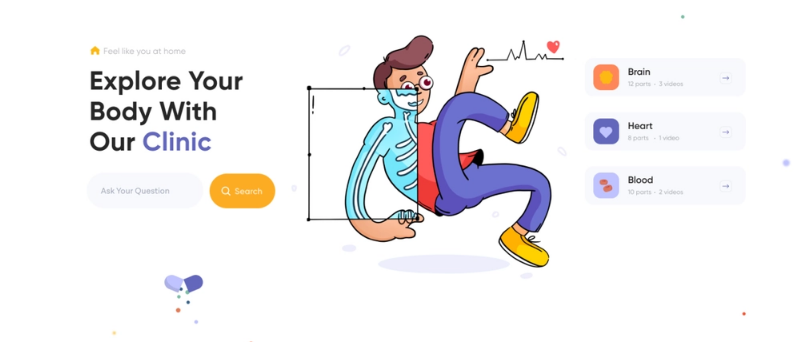 Feel like you at home
Explore Your
Body With
Our Clinic
Ask Your Question
Search
!
Brain
12 parts • 3 videos
Heart
8 parts • 1 video
Blood
10 parts • 2 videos